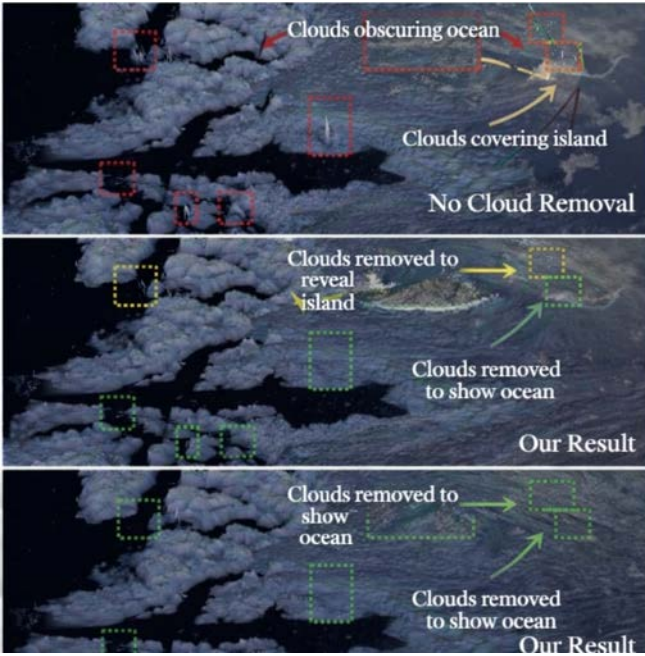 Clouds obscuring ocean
Clouds covering island
No Cloud Removal
Clouds removed to
reveal
island
Clouds removed
to show ocean
Our Result
Clouds removed to
show
ocean
Clouds removed
to show ocean
Our Result